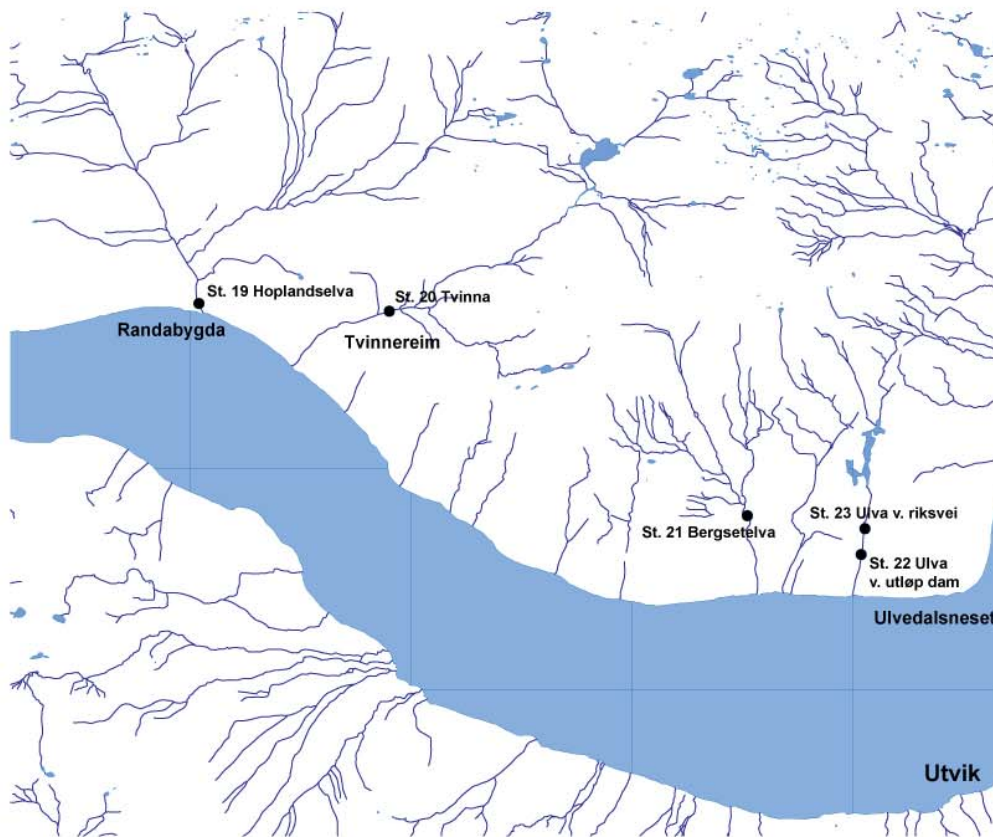 St. 19 Hoplandselva
St. 20 Tvinna
Randabygda
Tvinnereim
St. 23 Ulva v. riksvei
St. 21 Bergsetelva
St. 22 Ulva
v. utløp dam
Ulvedalsneset
Utvik